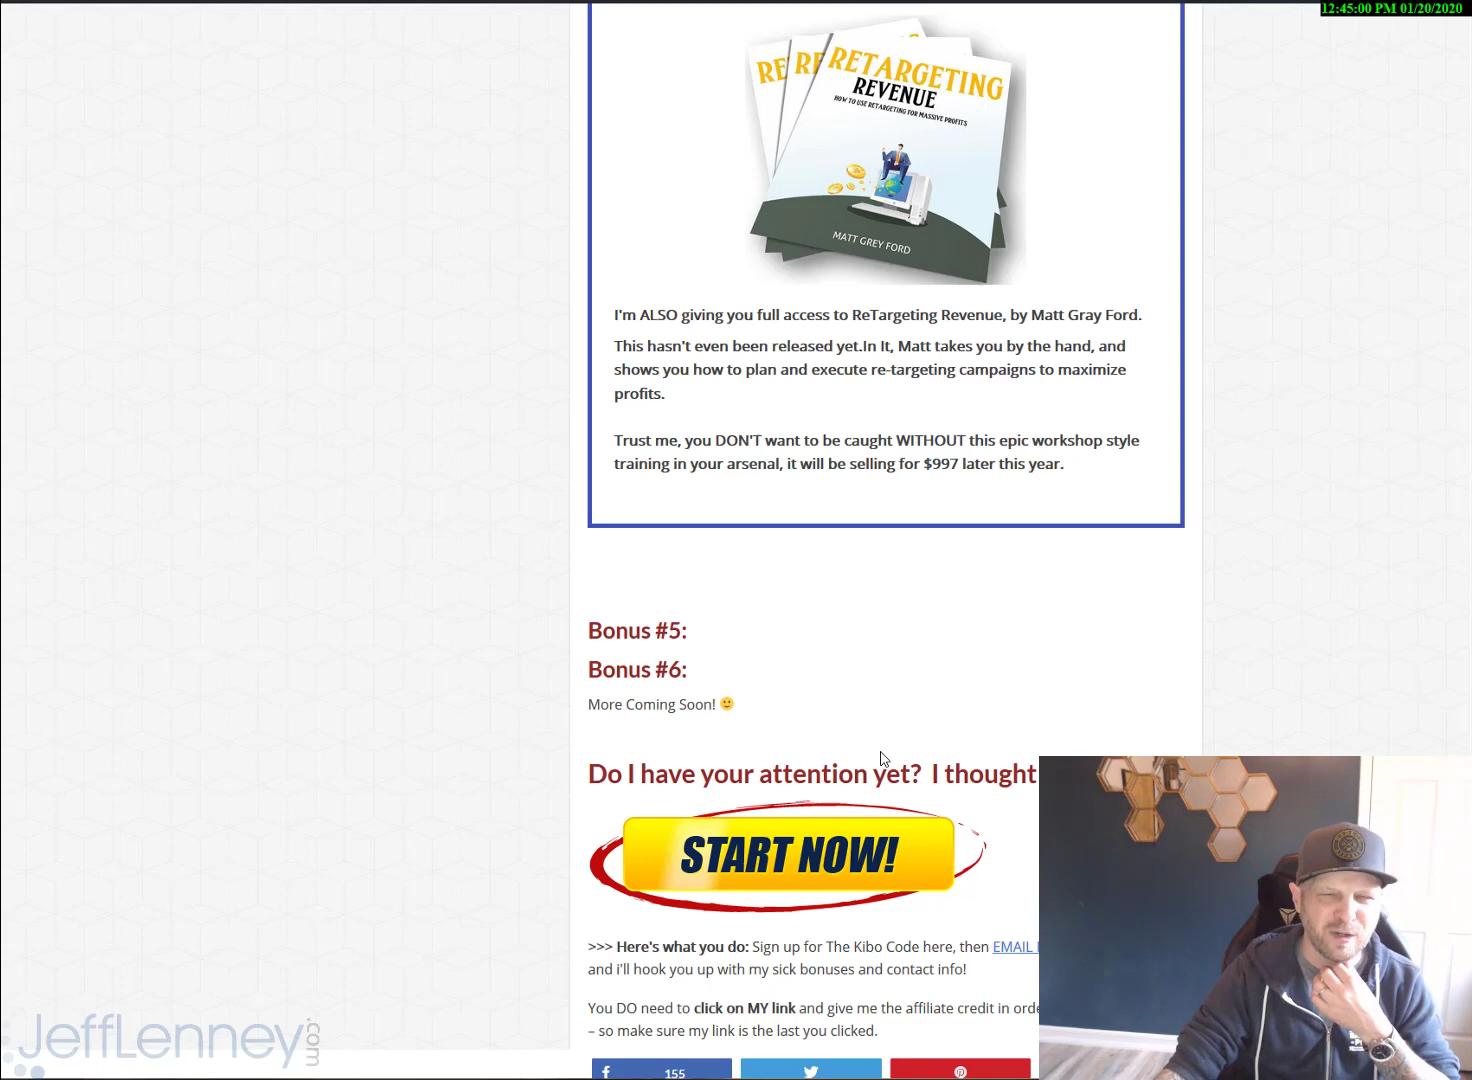 12:45:00 PM 01/20/2020
RE
RE
RETARGETING
REVENUE
HOW TO USE RETARGETING FOR MASSIVE PROFITS
MATT GREY FORD
I'm ALSO giving you full access to ReTargeting Revenue, by Matt Gray Ford.
This hasn't even been released yet.In It, Matt takes you by the hand, and
shows you how to plan and execute re-targeting campaigns to maximize
profits.
Trust me, you DON'T want to be caught WITHOUT this epic workshop style
training in your arsenal, it will be selling for $997 later this year.
Bonus #5:
Bonus #6:
More Coming Soon! 🙂
Do I have your attention yet?  I thought
START NOW!
>>> Here's what you do: Sign up for The Kibo Code here, then EMAIL
and i'll hook you up with my sick bonuses and contact info!
You DO need to click on MY link and give me the affiliate credit in
– so make sure my link is the last you clicked.
155
JeffLenney.com